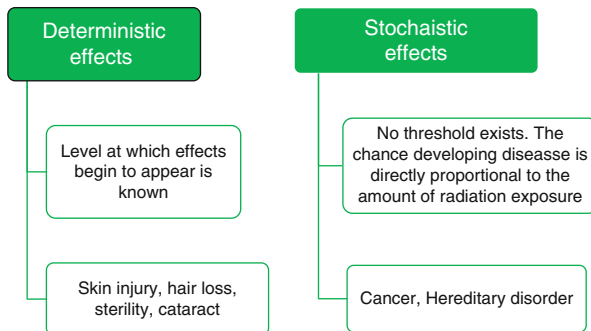 Deterministic
effects
Level at which effects
begin to appear is
known
Skin injury, hair loss,
sterility, cataract
Stochaistic
effects
No threshold exists. The
chance developing diseasse is
directly proportional to the
amount of radiation exposure
Cancer, Hereditary disorder